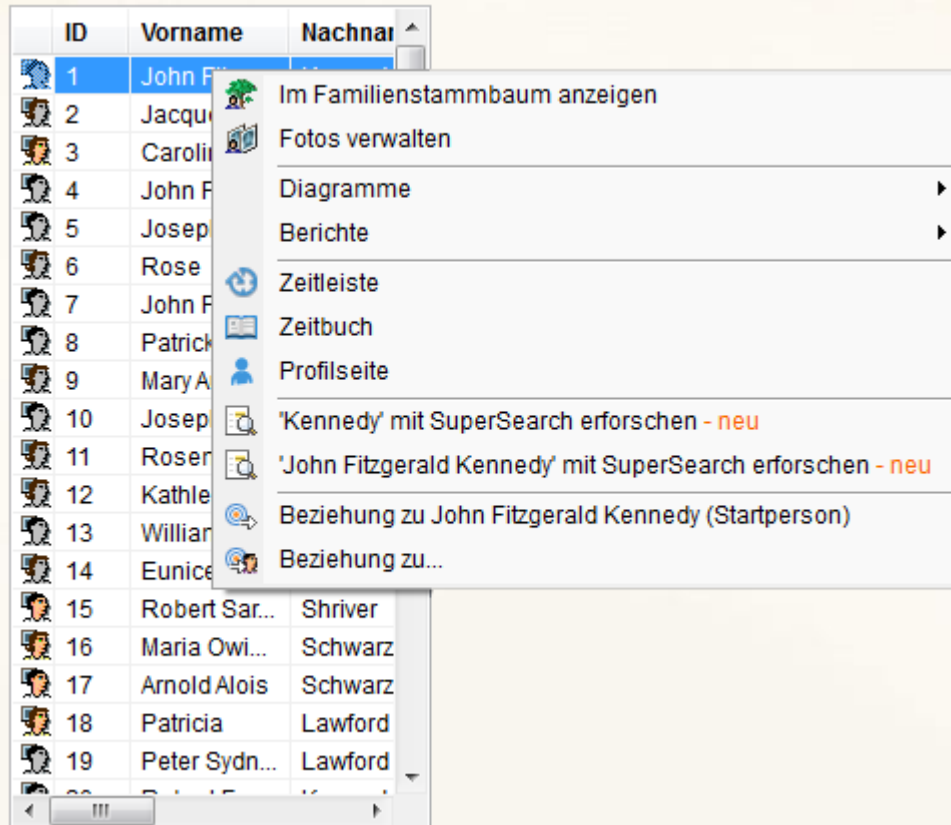 ID Vorname Nachnar
1 John
2 Jacqu
3 Caroli
4 John F
5 Josep
6 Rose
7 John F
8 Patrick
9 Mary A
10 Josep
11 Roser
12 Kathle
13 Williar
14 Eunice
15 Robert Sar... Shriver
16 Maria Owi... Schwarz
17 Arnold Alois Schwarz
18 Patricia Lawford
19 Peter Sydn... Lawford
Im Familienstammbaum anzeigen
Fotos verwalten
Diagramme
Berichte
Zeitleiste
Zeitbuch
Profilseite
'Kennedy' mit SuperSearch erforschen - neu
'John Fitzgerald Kennedy' mit SuperSearch erforschen - neu
Beziehung zu John Fitzgerald Kennedy (Startperson)
Beziehung zu...